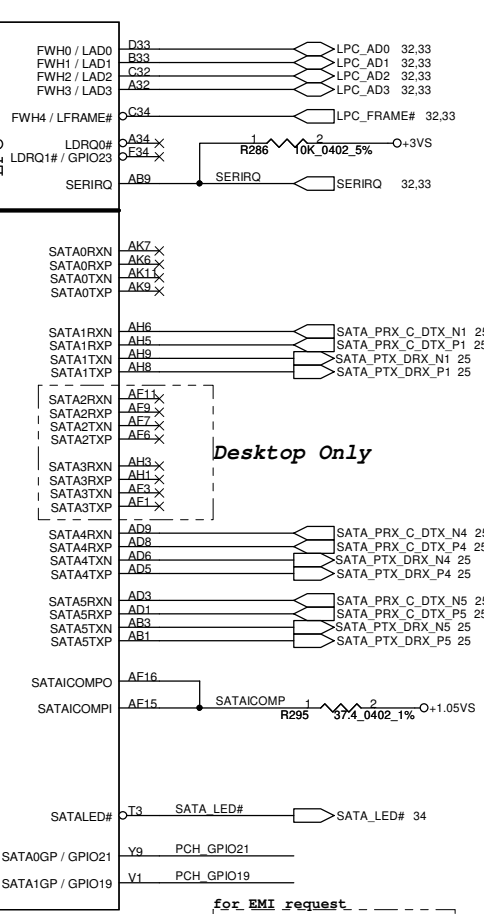 FWH0 / LAD0 D33 LPC_AD0 32,33
FWH1 / LAD1 B33 LPC_AD1 32,33
FWH2 / LAD2 C32 LPC_AD2 32,33
FWH3 / LAD3 A32 LPC_AD3 32,33
FWH4 / LFRAME# C34 LPC_FRAME# 32,33
LDRQ0# A34
1 2 +3VS
LDRQ1# / GPIO23 F34
R286 10K_0402_5%
SERIRQ AB9 SERIRQ SERIRQ 32,33
SATA0RXN AK7
SATA0RXP AK6
SATA0TXN AK11
SATA0TXP AK9
SATA1RXN AH6 SATA_PRX_C_DTX_N1 25
SATA1RXP AH5 SATA_PRX_C_DTX_P1 25
SATA1TXN AH9 SATA_PTX_DRX_N1 25
SATA1TXP AH8 SATA_PTX_DRX_P1 25
SATA2RXN AF11
SATA2RXP AF9
SATA2TXN AF7
SATA2TXP AF6
Desktop Only
SATA3RXN AH3
SATA3RXP AH1
SATA3TXN AF3
SATA3TXP AF1
SATA4RXN AD9 SATA_PRX_C_DTX_N4 25
SATA4RXP AD8 SATA_PRX_C_DTX_P4 25
SATA4TXN AD6 SATA_PTX_DRX_N4 25
SATA4TXP AD5 SATA_PTX_DRX_P4 25
SATA5RXN AD3 SATA_PRX_C_DTX_N5 25
SATA5RXP AD1 SATA_PRX_C_DTX_P5 25
SATA5TXN AB3 SATA_PTX_DRX_N5 25
SATA5TXP AB1 SATA_PTX_DRX_P5 25
SATAICOMPO AF16
SATAICOMPI AF15 SATAICOMP 1 2 +1.05VS
R295 37.4_0402_1%
SATALED# T3 SATA_LED# SATA_LED# 34
SATA0GP / GPIO21 Y9 PCH_GPIO21
SATA1GP / GPIO19 V1 PCH_GPIO19
for EMI request